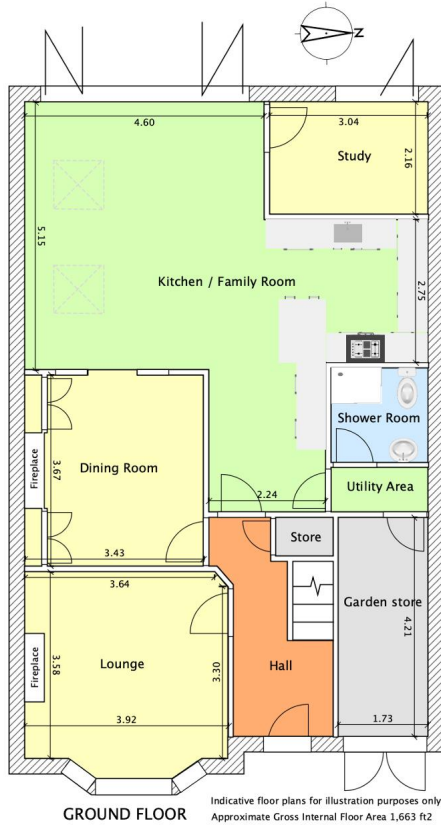 N
4.60
3.04
2.16
Study
5.15
Kitchen / Family Room
2.75
Shower Room
Fireplace
3.67
Dining Room
Utility Area
2.24
3.43
Store
3.64
Garden store
4.21
Fireplace
3.58
Lounge
3.30
Hall
3.92
1.73
GROUND FLOOR
Indicative floor plans for illustration purposes only
Approximate Gross Internal Floor Area 1,663 ft2